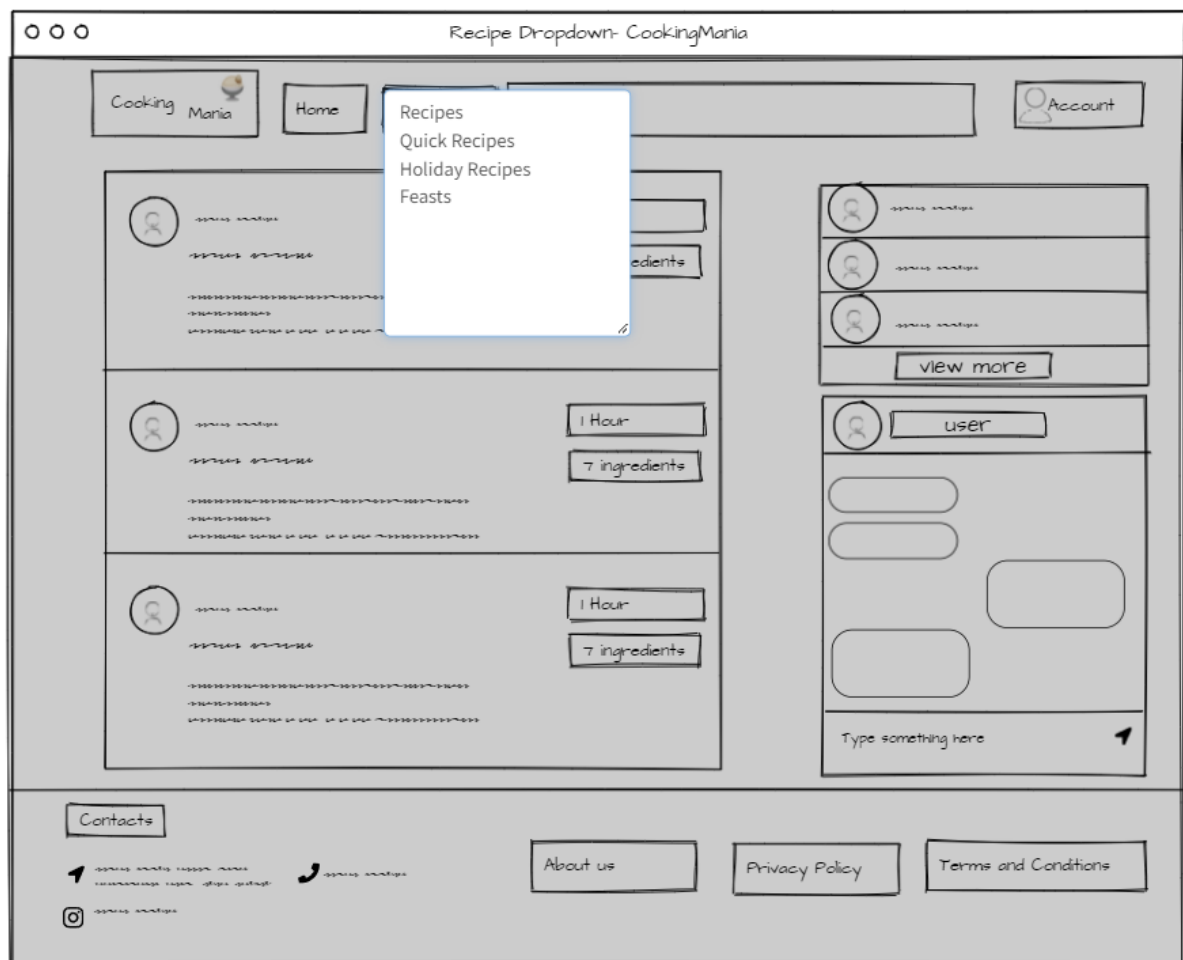 Recipe Dropdown- CookingMania
Cooking
Mania
Home
Account
Recipes
Quick Recipes
Holiday Recipes
Feasts
edients
1 Hour
7 ingredients
1 Hour
7 ingredients
view more
user
Type something here
Contacts
About us
Privacy Policy
Terms and Conditions